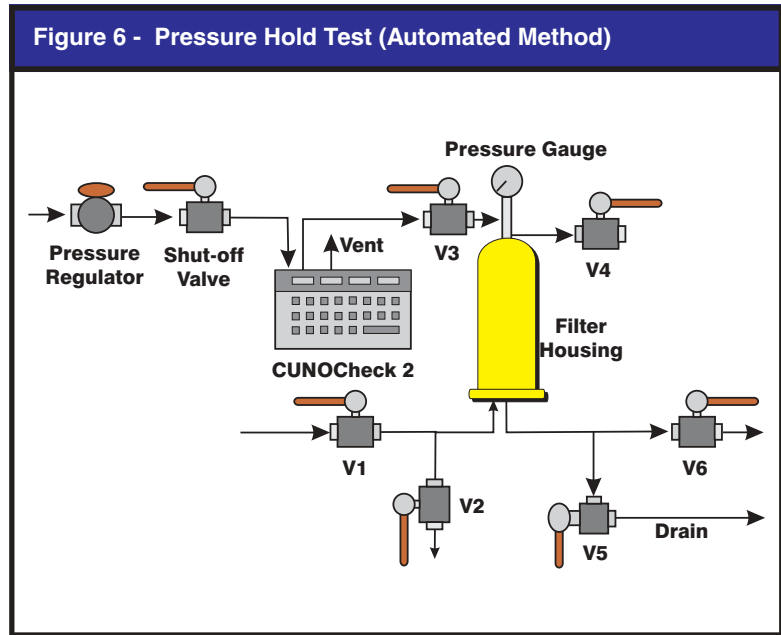 Figure 6 - Pressure Hold Test (Automated Method)
Pressure Gauge
Pressure
Regulator
Shut-off
Valve
Vent
V3
V4
CUNOCheck 2
Filter
Housing
V1
V6
V2
V5
Drain